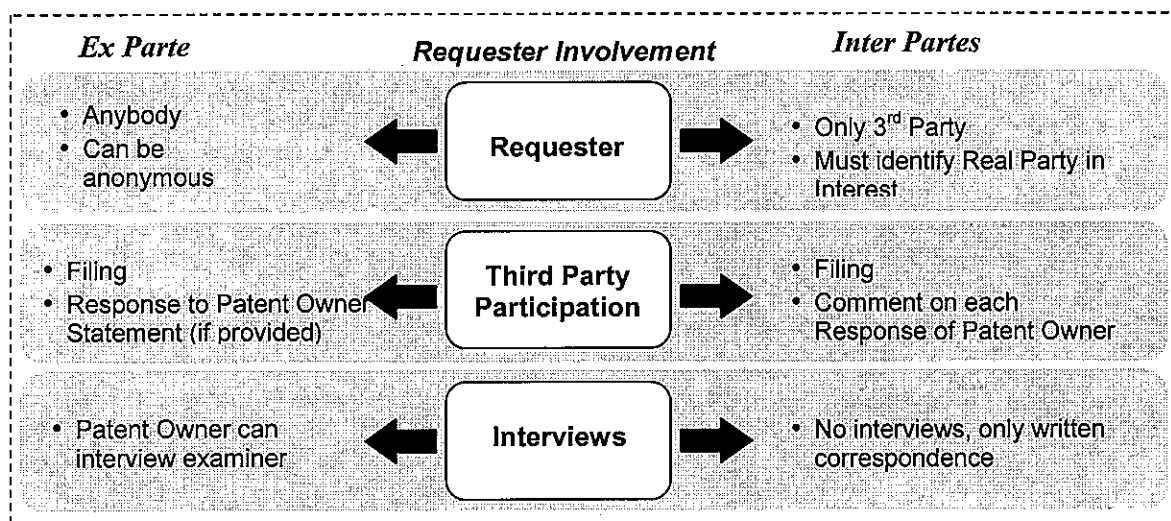 Ex Parte
Requester Involvement
Inter Partes
• Anybody
• Can be
anonymous
Requester
• Only 3rd Party
• Must identify Real Party in
Interest
• Filing
• Response to Patent Owner
Statement (if provided)
Third Party
Participation
• Filing
• Comment on each
Response of Patent Owner
• Patent Owner can
interview examiner
Interviews
• No interviews, only written
correspondence